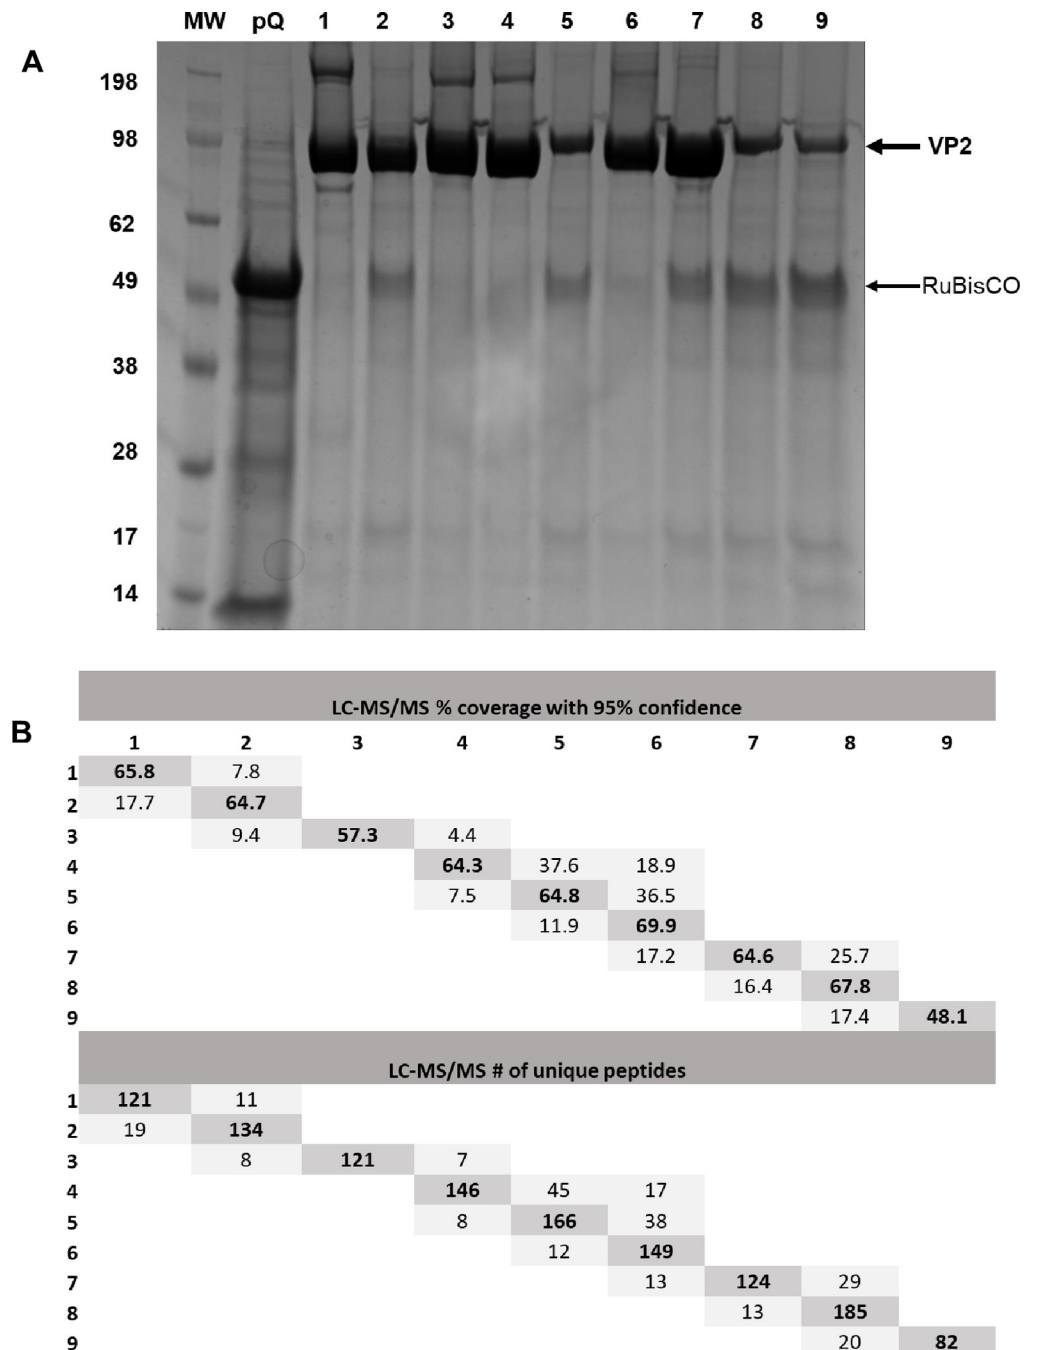 MW pQ 1 2 3 4 5 6 7 8 9
A
198
98
VP2
62
49
RuBisCO
38
28
17
14
LC-MS/MS % coverage with 95% confidence
B
1 2 3 4 5 6 7 8 9
1 65.8 7.8
2 17.7 64.7
3 9.4 57.3 4.4
4 64.3 37.6 18.9
5 7.5 64.8 36.5
6 11.9 69.9
7 17.2 64.6 25.7
8 16.4 67.8
9 17.4 48.1
LC-MS/MS # of unique peptides
1 121 11
2 19 134
3 8 121 7
4 146 45 17
5 8 166 38
6 12 149
7 13 124 29
8 13 185
9 20 82